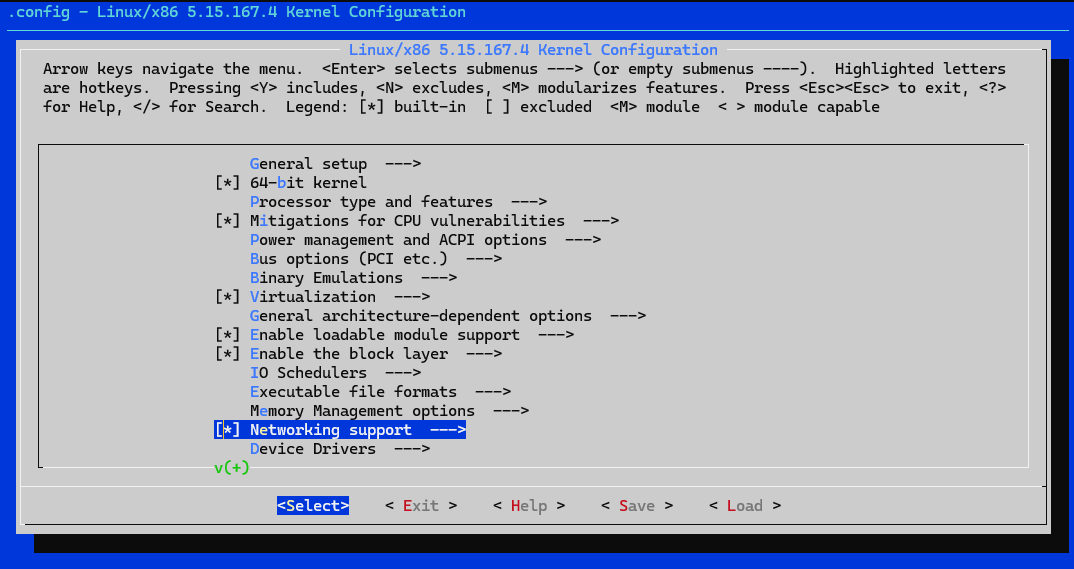 .config - Linux/x86 5.15.167.4 Kernel Configuration
Linux/x86 5.15.167.4 Kernel Configuration
Arrow keys navigate the menu.  <Enter> selects submenus ---> (or empty submenus ----).  Highlighted letters
are hotkeys.  Pressing <Y> includes, <N> excludes, <M> modularizes features.  Press <Esc><Esc> to exit, <?>
for Help, </> for Search.  Legend: [*] built-in  [ ] excluded  <M> module  < > module capable
General setup  --->
[*] 64-bit kernel
Processor type and features  --->
[*] Mitigations for CPU vulnerabilities  --->
Power management and ACPI options  --->
Bus options (PCI etc.)  --->
Binary Emulations  --->
[*] Virtualization  --->
General architecture-dependent options  --->
[*] Enable loadable module support  --->
[*] Enable the block layer  --->
IO Schedulers  --->
Executable file formats  --->
Memory Management options  --->
[*] Networking support  --->
Device Drivers  --->
v(+)
<Select>    < Exit >    < Help >    < Save >    < Load >